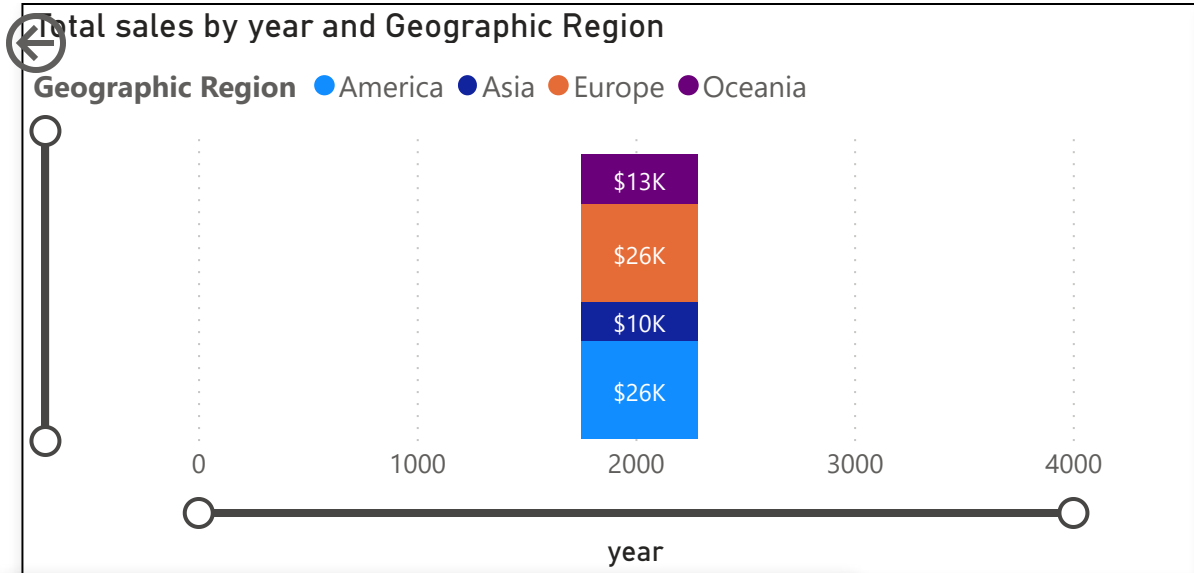 Total sales by year and Geographic Region
Geographic Region America Asia Europe Oceania
$13K
$26K
$10K
$26K
0 1000 2000 3000 4000
year